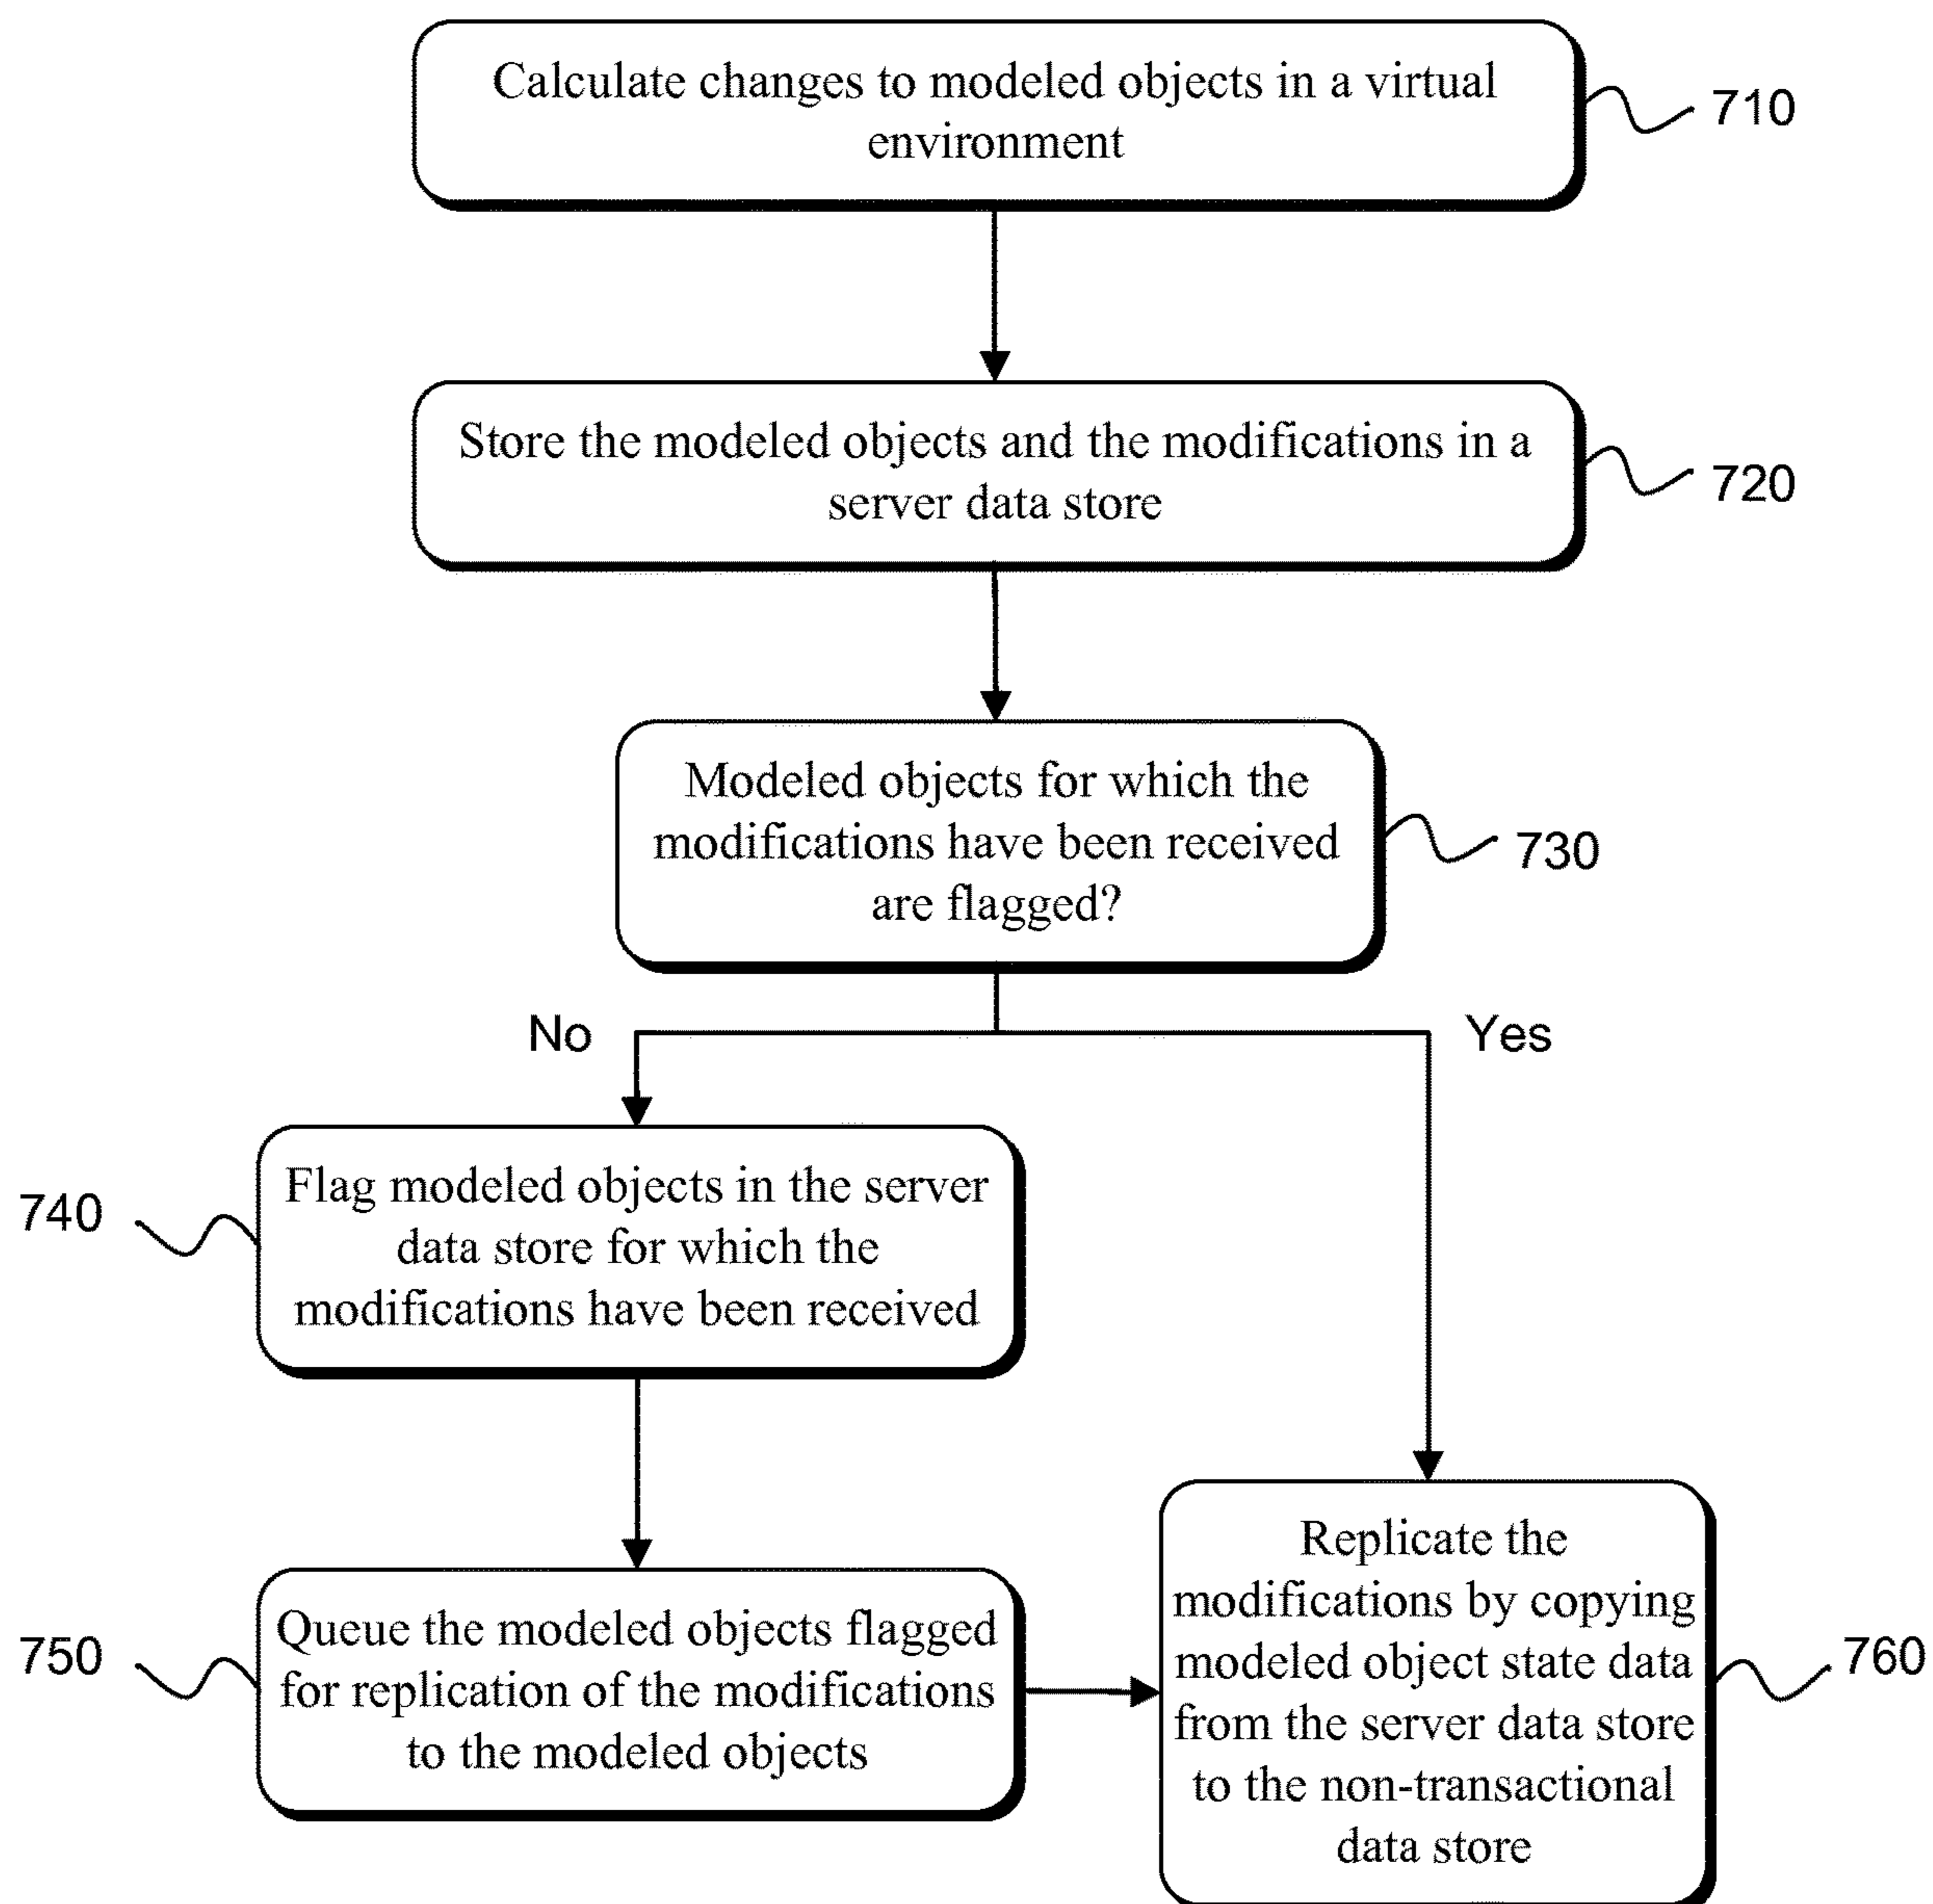 Calculate changes to modeled objects in a virtual
environment
710
Store the modeled objects and the modifications in a
server data store
720
Modeled objects for which the
modifications have been received
are flagged?
730
No
Yes
Flag modeled objects in the server
data store for which the
modifications have been received
740
Queue the modeled objects flagged
for replication of the modifications
to the modeled objects
750
Replicate the
modifications by copying
modeled object state data
from the server data store
to the non-transactional
data store
760